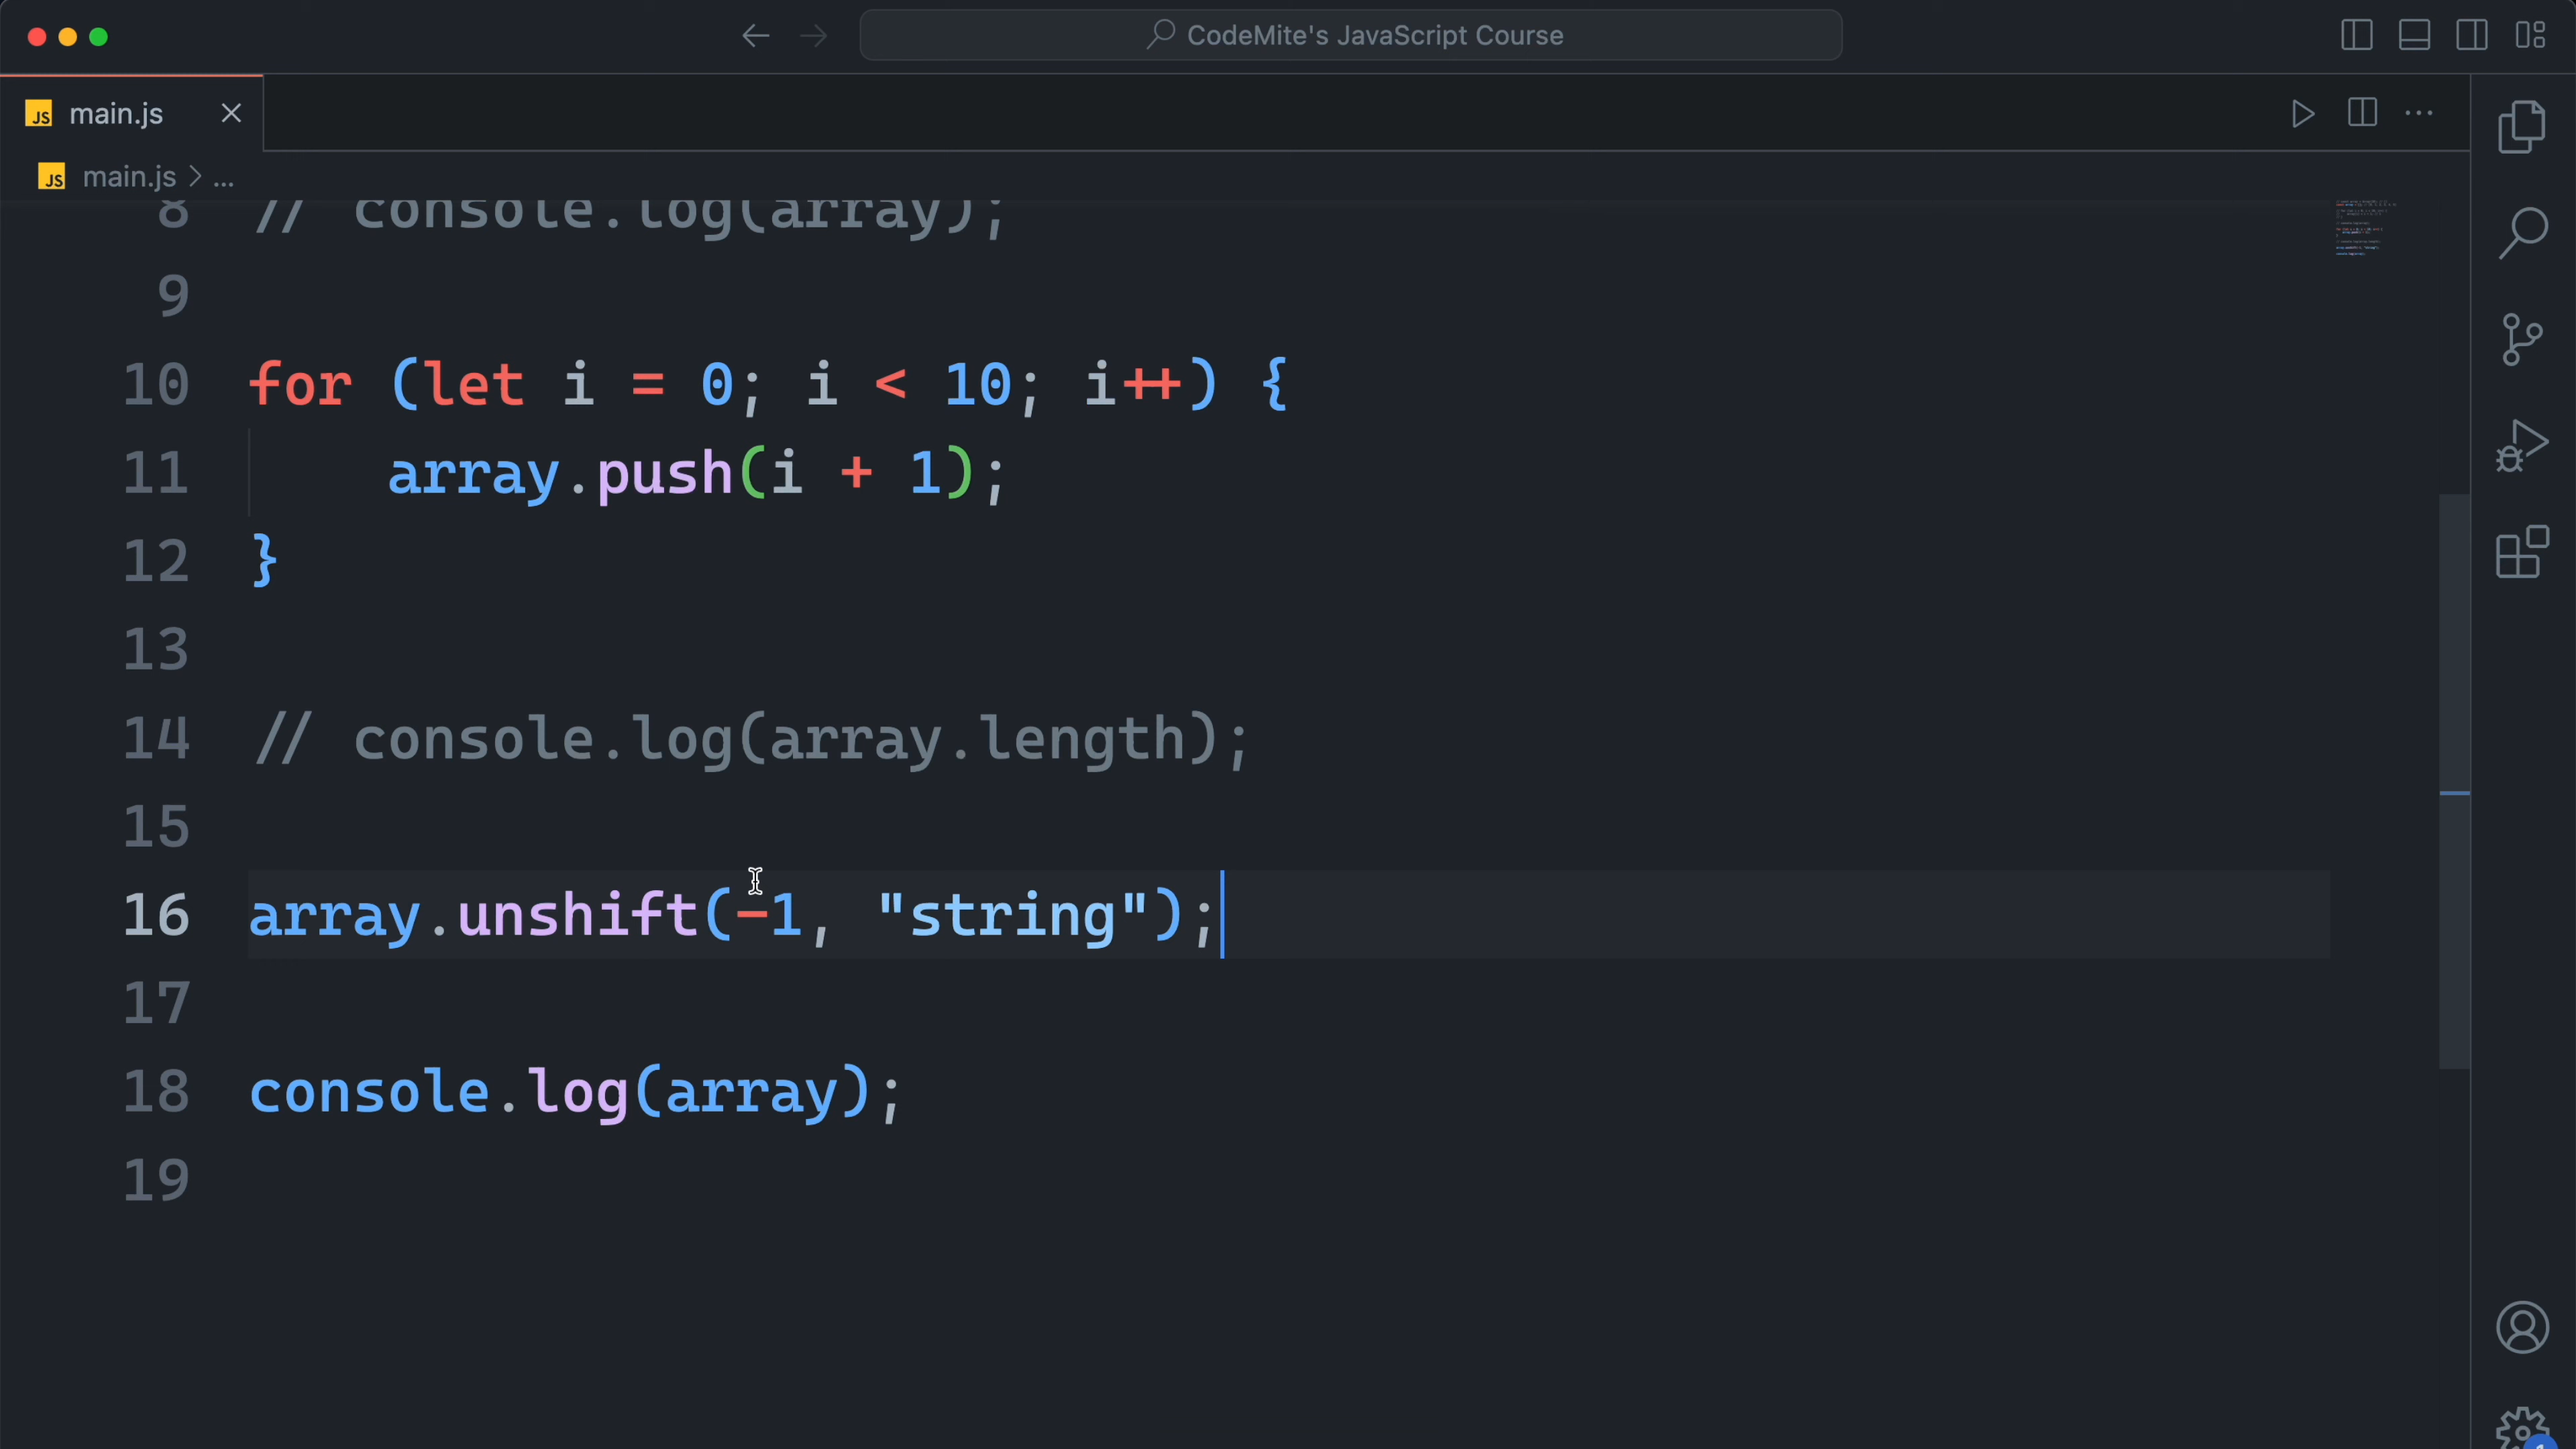 CodeMite's JavaScript Course
JS main.js
JS main.js > ...
8 // console.log(array);
9
10 for (let i = 0; i < 10; i++) {
11 array.push(i + 1);
12 }
13
14 // console.log(array.length);
15
16 array.unshift(-1, "string");
17
18 console.log(array);
19